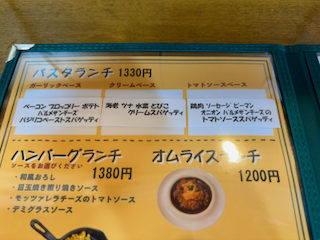 パスタランチ 1330円
ガーリックベース クリームベース トマトソースベース
ベーコン ブロッコリー ポテト
パルメザンチーズの
バジリコペーストスパゲッティ
海老 ツナ 水菜 とびこ
クリームスパゲッティ
鶏肉 ソーセージ ピーマン
オニオン パルメザンチーズの
トマトソーススパゲッティ
ハンバーグランチ
ソースをお選びください
1380円
・和風おろし
・目玉焼き照り焼きソース
・モッツァレラチーズのトマトソース
・デミグラスソース
オムライスランチ
1200円